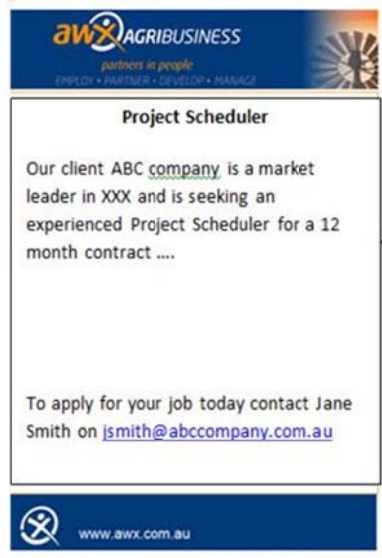 awx AGRIBUSINESS
partners in people
EMPLOY • PARTNER • DEVELOP • MANAGE
Project Scheduler
Our client ABC company is a market
leader in XXX and is seeking an
experienced Project Scheduler for a 12
month contract ....
To apply for your job today contact Jane
Smith on jsmith@abccompany.com.au
www.awx.com.au